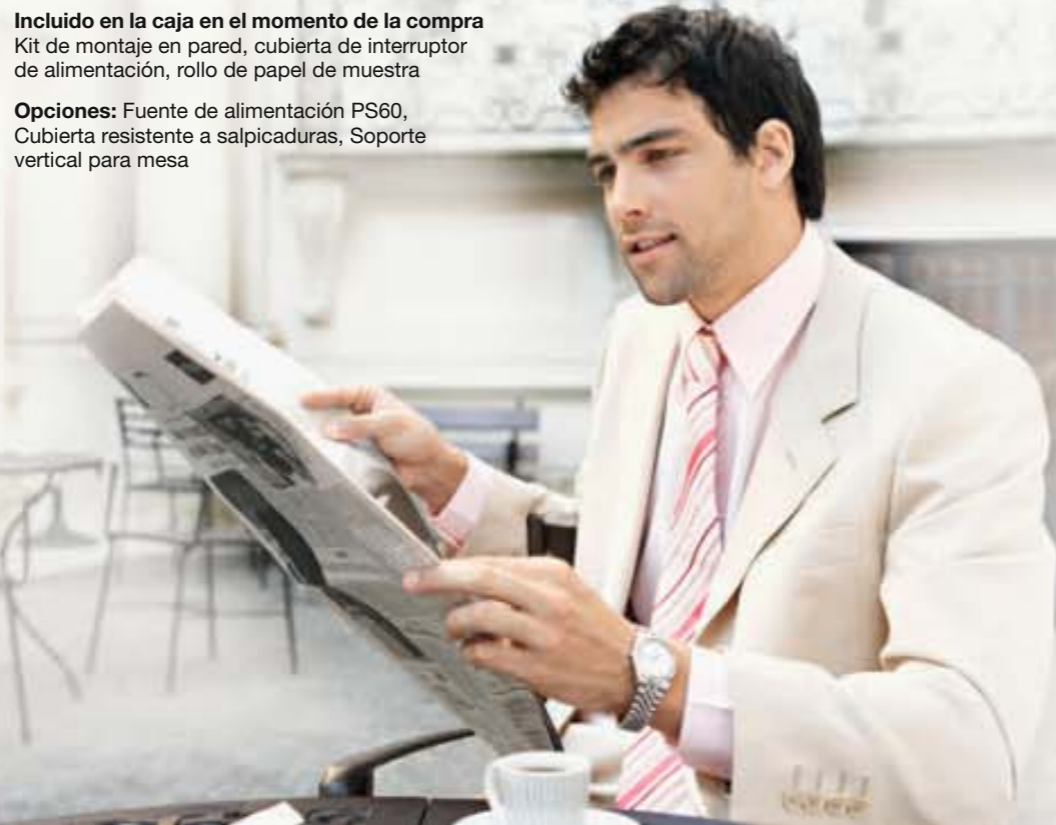 Incluido en la caja en el momento de la compra
Kit de montaje en pared, cubierta de interruptor
de alimentación, rollo de papel de muestra
Opciones: Fuente de alimentación PS60,
Cubierta resistente a salpicaduras, Soporte
vertical para mesa